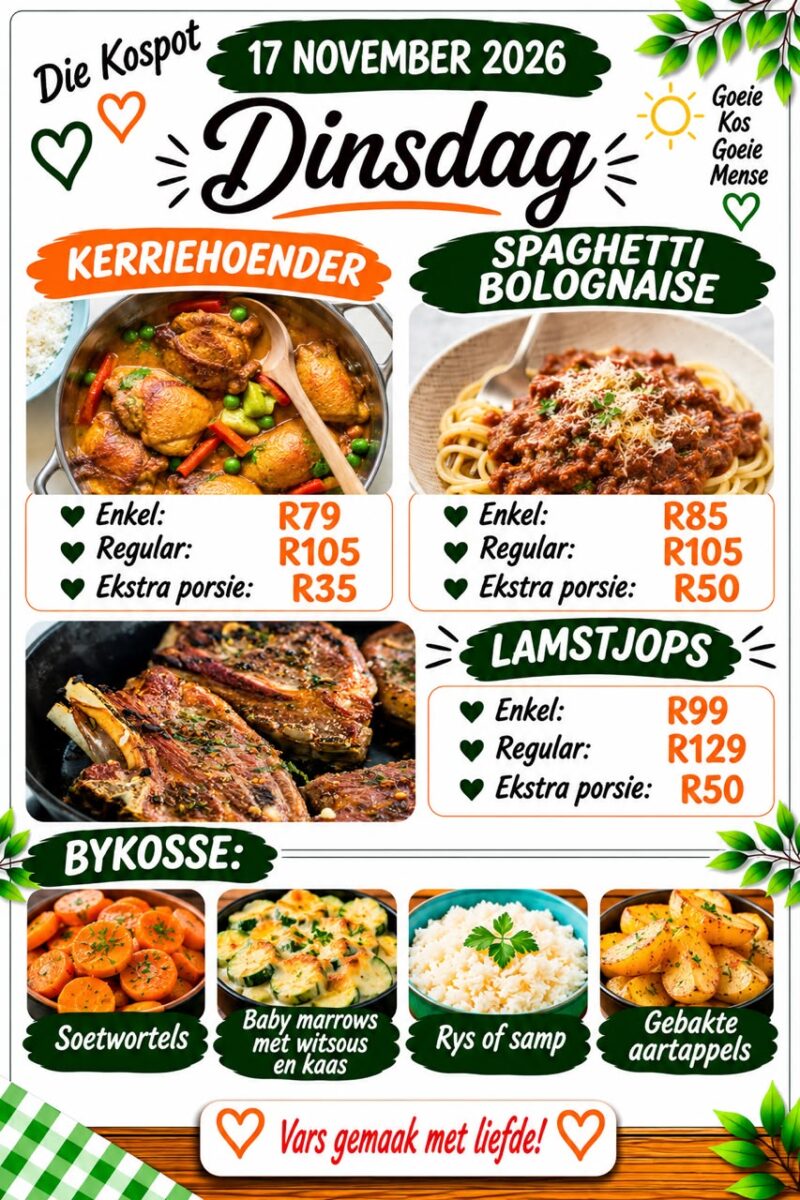 Die Kospot
17 NOVEMBER 2026
Dinsdag
Goeie
Kos
Goeie
Mense
KERRIEHOENDER
Enkel: R79
Regular: R105
Ekstra porsie: R35
SPAGHETTI
BOLOGNAISE
Enkel: R85
Regular: R105
Ekstra porsie: R50
LAMSTJOPS
Enkel: R99
Regular: R129
Ekstra porsie: R50
BYKOSSE:
Soetwortels
Baby marrows
met witsous
en kaas
Rys of samp
Gebakte
aartappels
Vars gemaak met liefde!